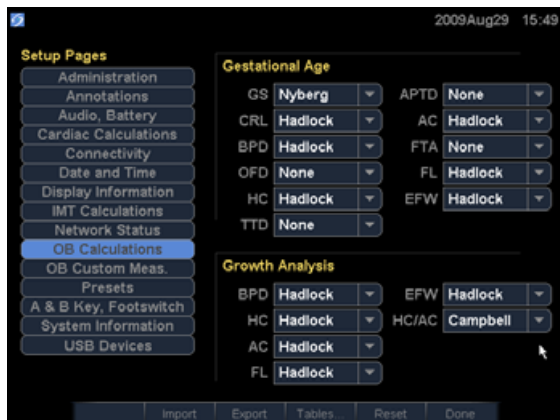 2009Aug29 15:49
Setup Pages
Administration
Annotations
Audio, Battery
Cardiac Calculations
Connectivity
Date and Time
Display Information
IMT Calculations
Network Status
OB Calculations
OB Custom Meas.
Presets
A & B Key, Footswitch
System Information
USB Devices
Gestational Age
GS Nyberg APTD None
CRL Hadlock AC Hadlock
BPD Hadlock FTA None
OFD None FL Hadlock
HC Hadlock EFW Hadlock
TTD None
Growth Analysis
BPD Hadlock EFW Hadlock
HC Hadlock HC/AC Campbell
AC Hadlock
FL Hadlock
Import Export Tables... Reset Done